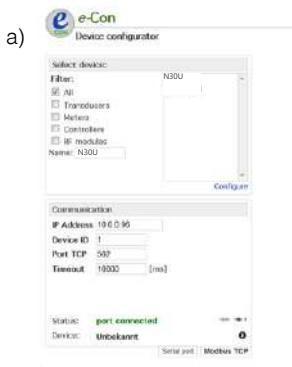 e-Con
Device configurator
a)
Select device:
Filter:
N30U
All
Transducers
Meters
Controllers
RF modules
Name: N30U
Configure
Communication
IP Address 10.0.0.96
Device ID 1
Port TCP 502
Timeout 10000 [ms]
Status: port connected
Device: Unbekannt
Serial port Modbus TCP